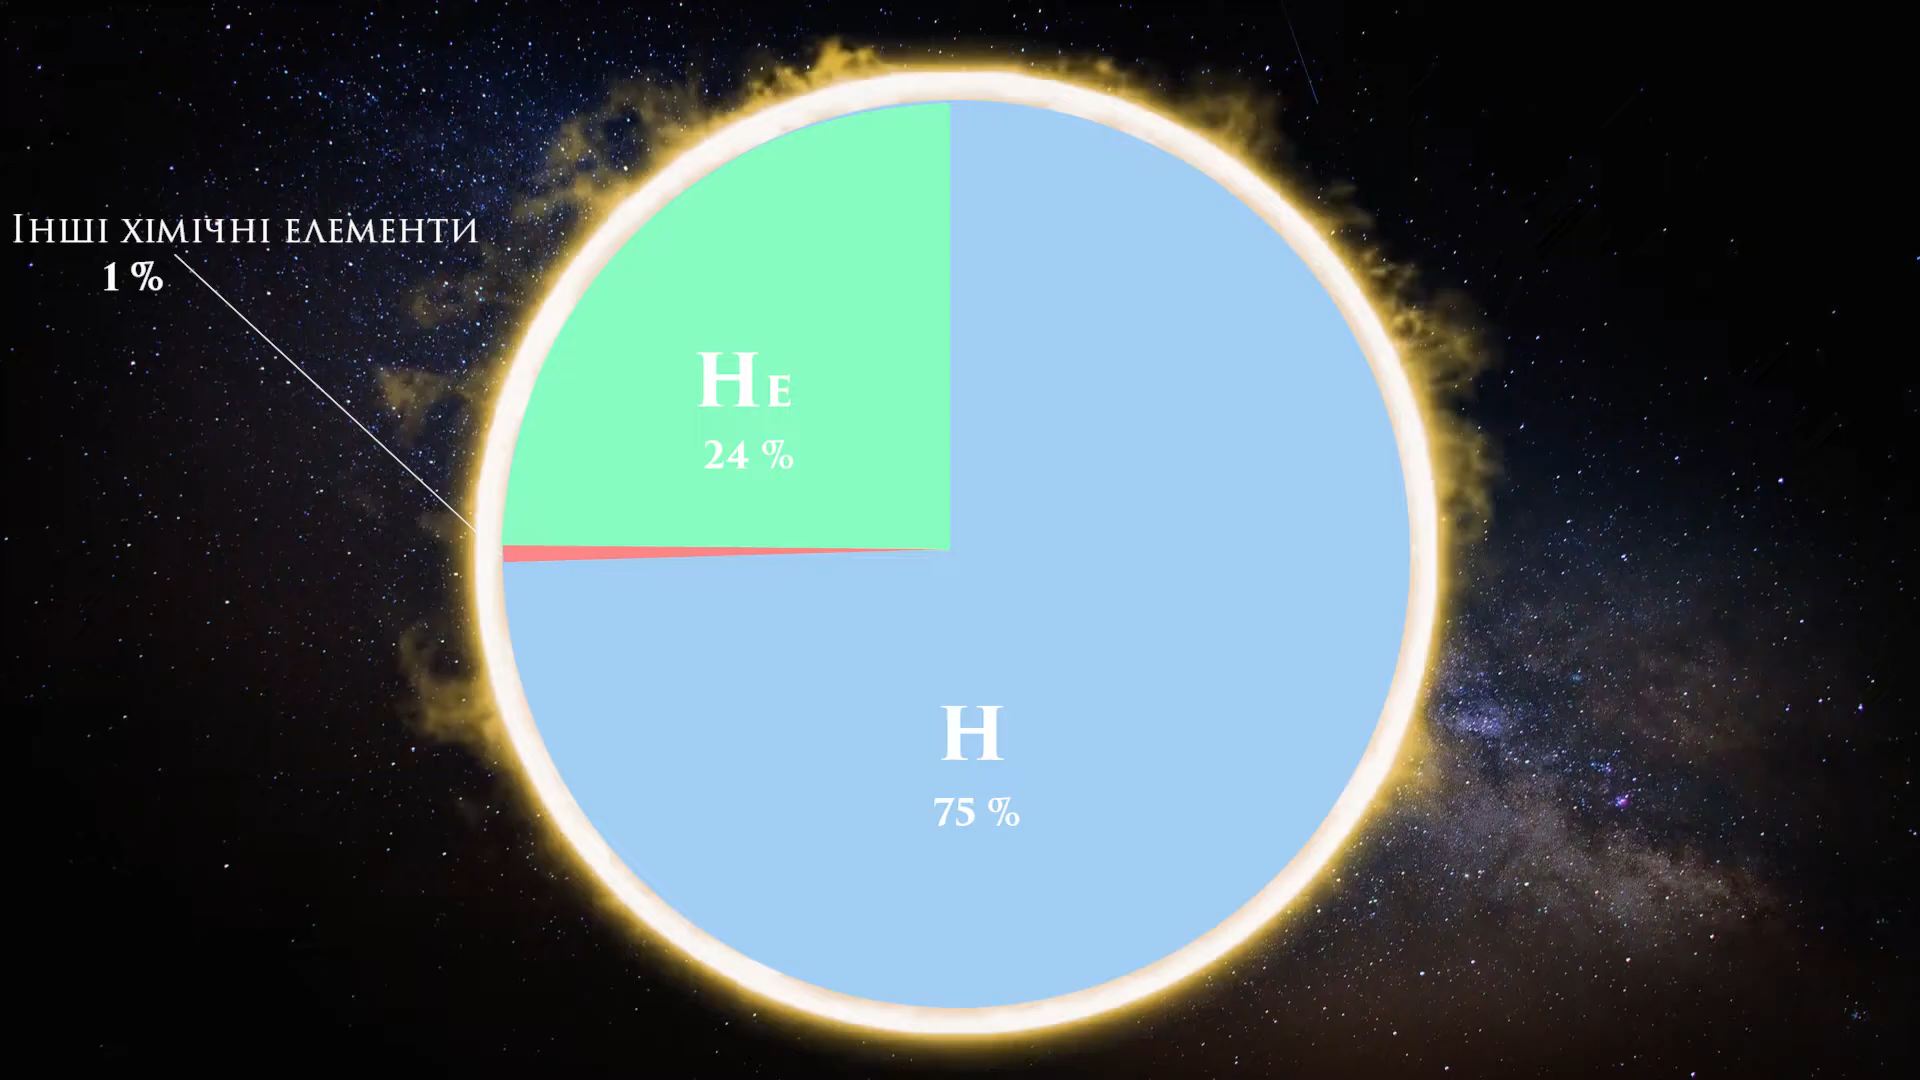 Інші хімічні елементи
1 %
He
24 %
H
75 %